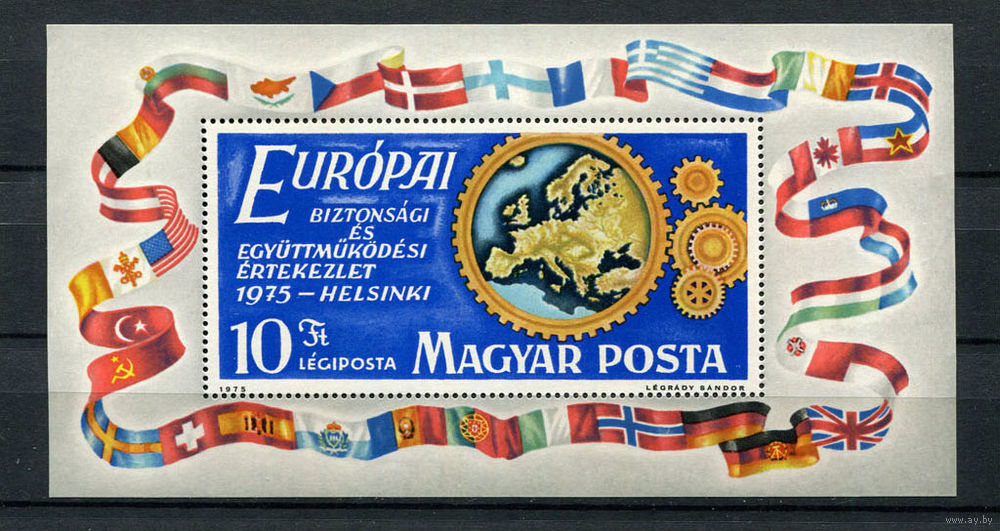 EURÓPAI
BIZTONSÁGI
ÉS
EGYÜTTMŰKÖDÉSI
ÉRTEKEZLET
1975 – HELSINKI
10 Ft
LÉGIPOSTA
MAGYAR POSTA
1975
LÉGRÁDY SÁNDOR
www.ay.by